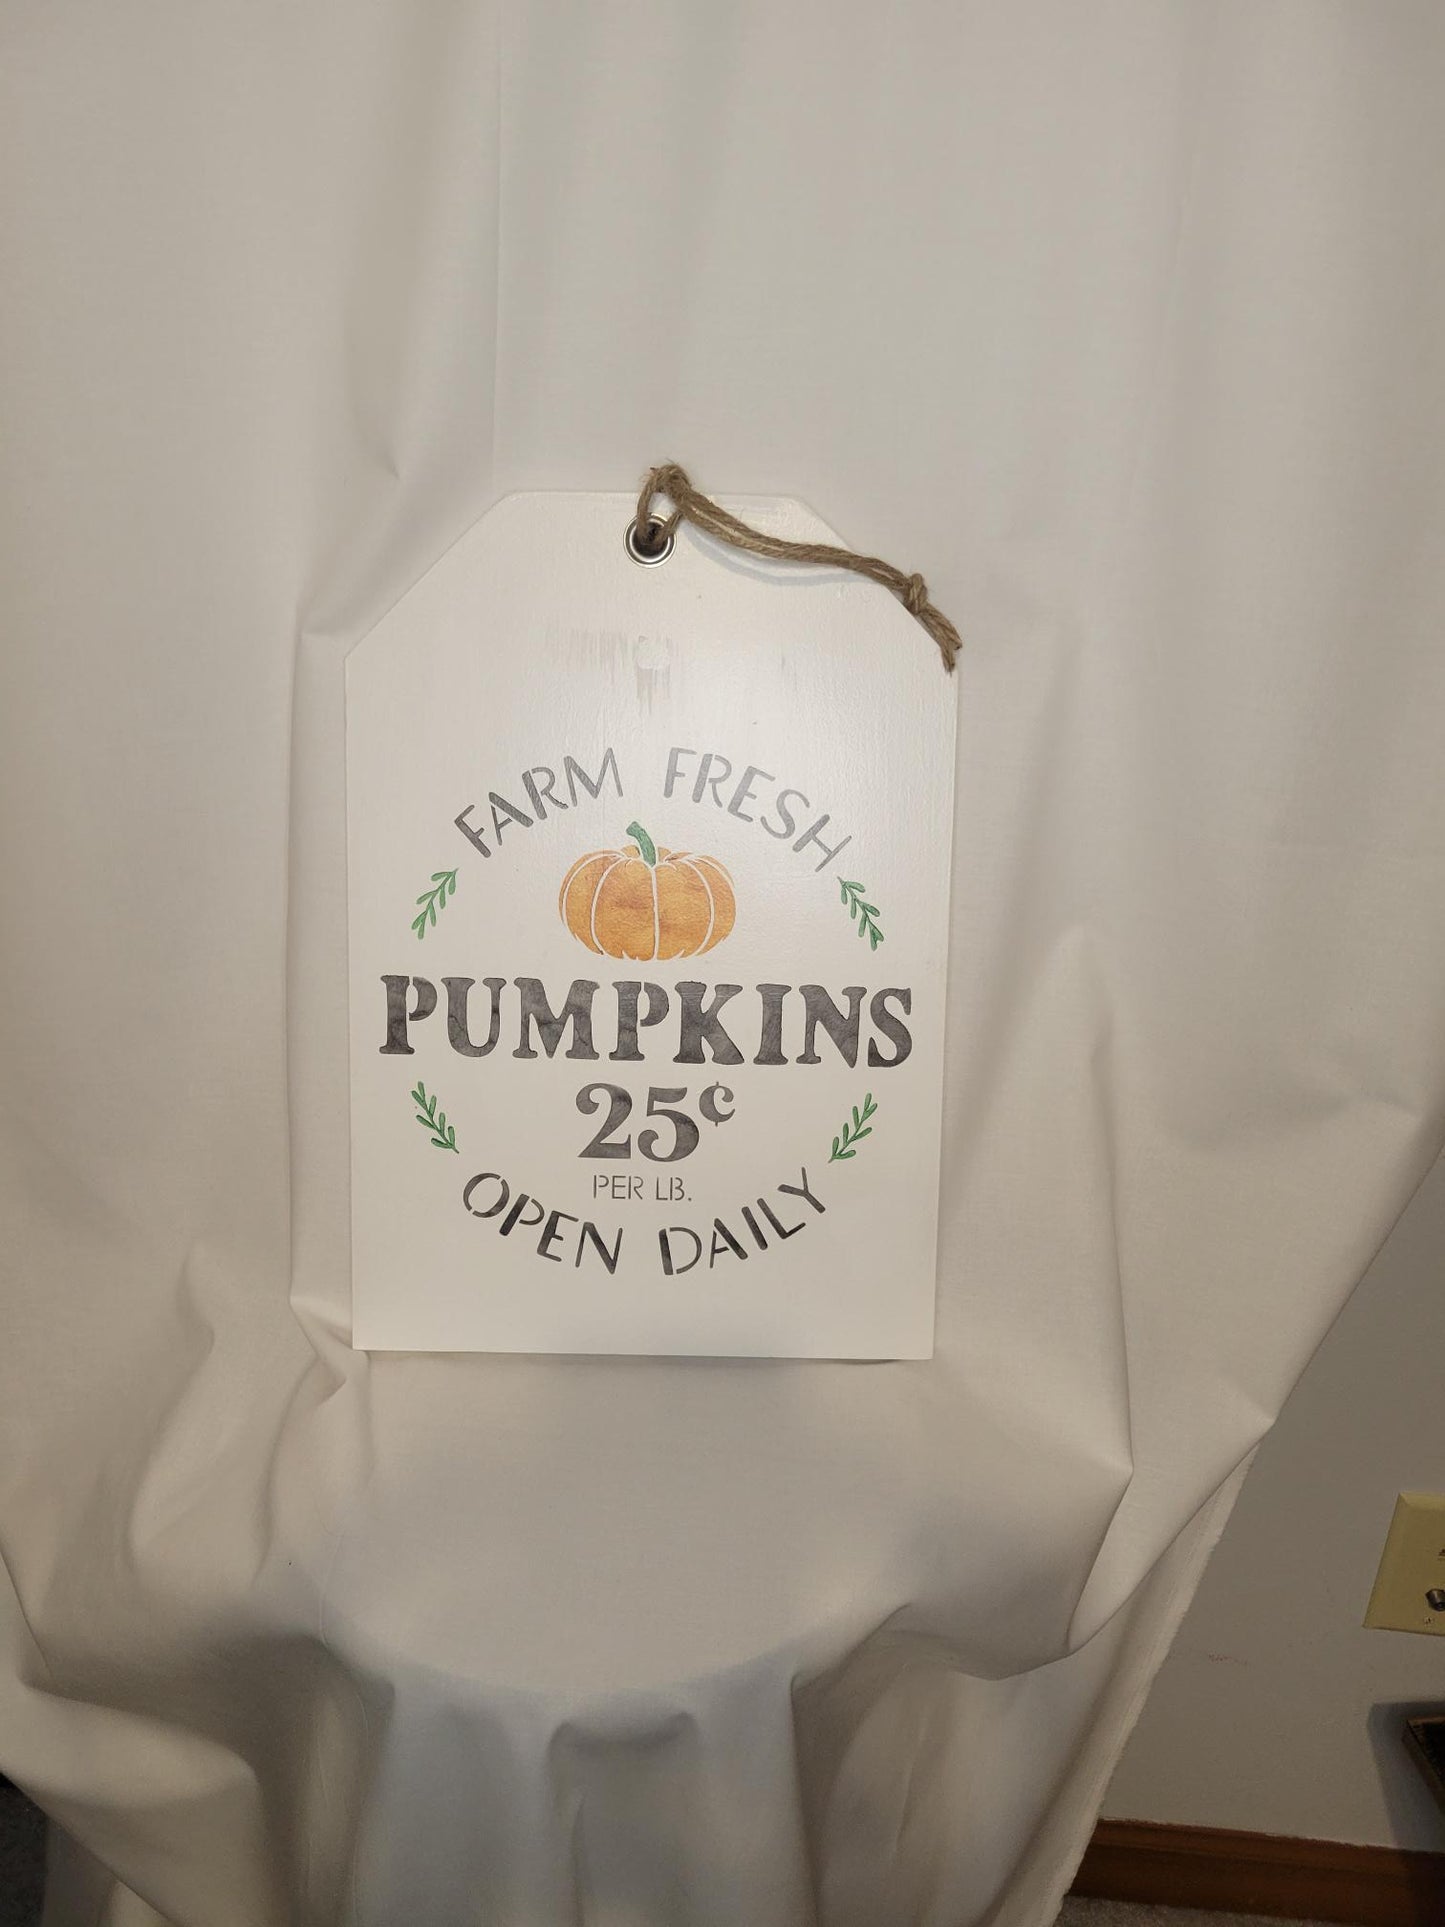 FARM FRESH
PUMPKINS
25¢
PER LB.
OPEN DAILY